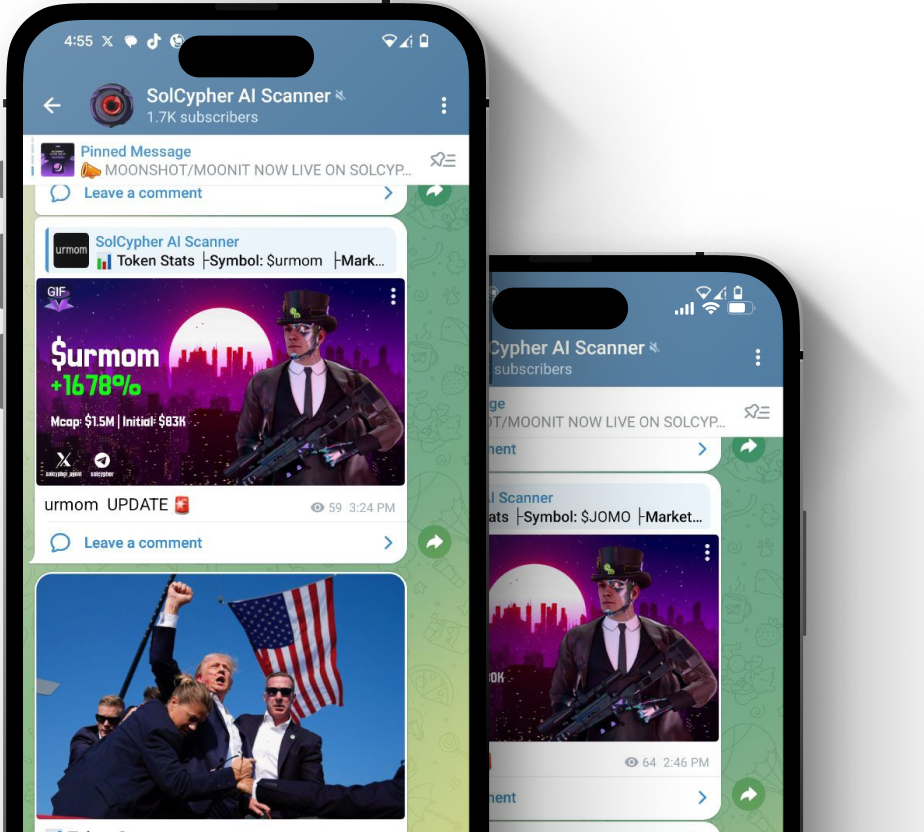 4:55
SolCypher AI Scanner
1.7K subscribers
Pinned Message
MOONSHOT/MOONIT NOW LIVE ON SOLCYP...
Leave a comment
urmom
SolCypher AI Scanner
Token Stats ├Symbol: $urmom ├Mark...
GIF
$urmom
+1678%
Mcap: $1.5M | Initial: $83K
solcypher_agent solcypher
urmom UPDATE
59 3:24 PM
Leave a comment
Cypher AI Scanner
subscribers
ge
OT/MOONIT NOW LIVE ON SOLCYP...
ment
I Scanner
ats ├Symbol: $JOMO ├Market...
80K
64 2:46 PM
ment